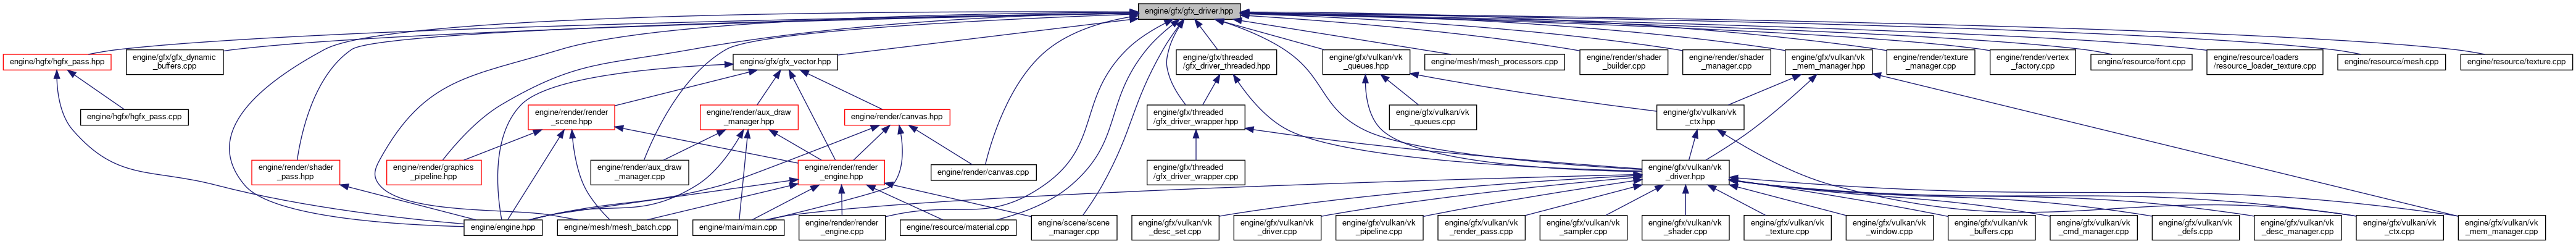 engine/gfx/gfx_driver.hpp
engine/hgfx/hgfx_pass.hpp
engine/gfx/gfx_dynamic
_buffers.cpp
engine/gfx/gfx_vector.hpp
engine/gfx/threaded
/gfx_driver_threaded.hpp
engine/gfx/vulkan/vk
_queues.hpp
engine/mesh/mesh_processors.cpp
engine/render/shader
_builder.cpp
engine/render/shader
_manager.cpp
engine/gfx/vulkan/vk
_mem_manager.hpp
engine/render/texture
_manager.cpp
engine/render/vertex
_factory.cpp
engine/resource/font.cpp
engine/resource/loaders
/resource_loader_texture.cpp
engine/resource/mesh.cpp
engine/resource/texture.cpp
engine/hgfx/hgfx_pass.cpp
engine/render/render
_scene.hpp
engine/render/aux_draw
_manager.hpp
engine/render/canvas.hpp
engine/gfx/threaded
/gfx_driver_wrapper.hpp
engine/gfx/vulkan/vk
_queues.cpp
engine/gfx/vulkan/vk
_ctx.hpp
engine/render/shader
_pass.hpp
engine/render/graphics
_pipeline.hpp
engine/render/aux_draw
_manager.cpp
engine/render/render
_engine.hpp
engine/render/canvas.cpp
engine/gfx/threaded
/gfx_driver_wrapper.cpp
engine/gfx/vulkan/vk
_driver.hpp
engine/engine.hpp
engine/mesh/mesh_batch.cpp
engine/main/main.cpp
engine/render/render
_engine.cpp
engine/resource/material.cpp
engine/scene/scene
_manager.cpp
engine/gfx/vulkan/vk
_desc_set.cpp
engine/gfx/vulkan/vk
_driver.cpp
engine/gfx/vulkan/vk
_pipeline.cpp
engine/gfx/vulkan/vk
_render_pass.cpp
engine/gfx/vulkan/vk
_sampler.cpp
engine/gfx/vulkan/vk
_shader.cpp
engine/gfx/vulkan/vk
_texture.cpp
engine/gfx/vulkan/vk
_window.cpp
engine/gfx/vulkan/vk
_buffers.cpp
engine/gfx/vulkan/vk
_cmd_manager.cpp
engine/gfx/vulkan/vk
_defs.cpp
engine/gfx/vulkan/vk
_desc_manager.cpp
engine/gfx/vulkan/vk
_ctx.cpp
engine/gfx/vulkan/vk
_mem_manager.cpp